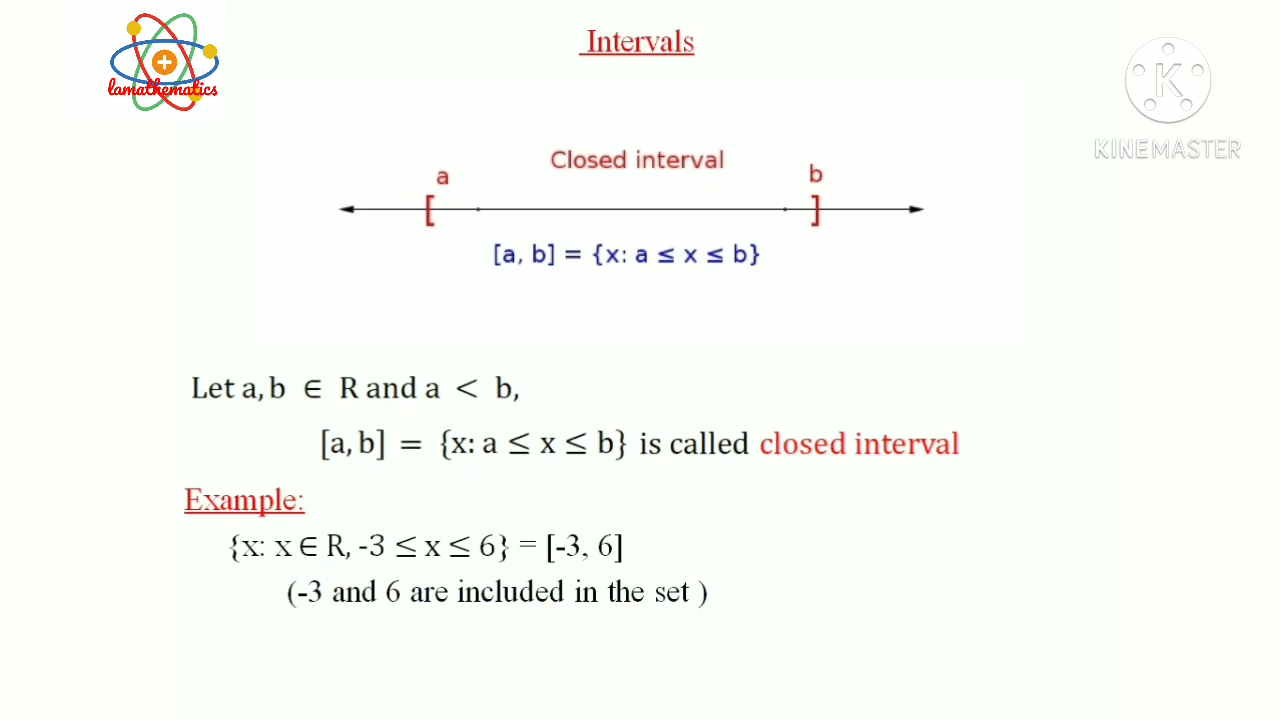 Intervals
lamathematics
K
KINEMASTER
Closed interval
a
b
[
]
[a, b] = {x: a ≤ x ≤ b}
Let a, b ∈ R and a < b,
[a, b] = {x: a ≤ x ≤ b} is called closed interval
Example:
{x: x ∈ R, -3 ≤ x ≤ 6} = [-3, 6]
(-3 and 6 are included in the set )